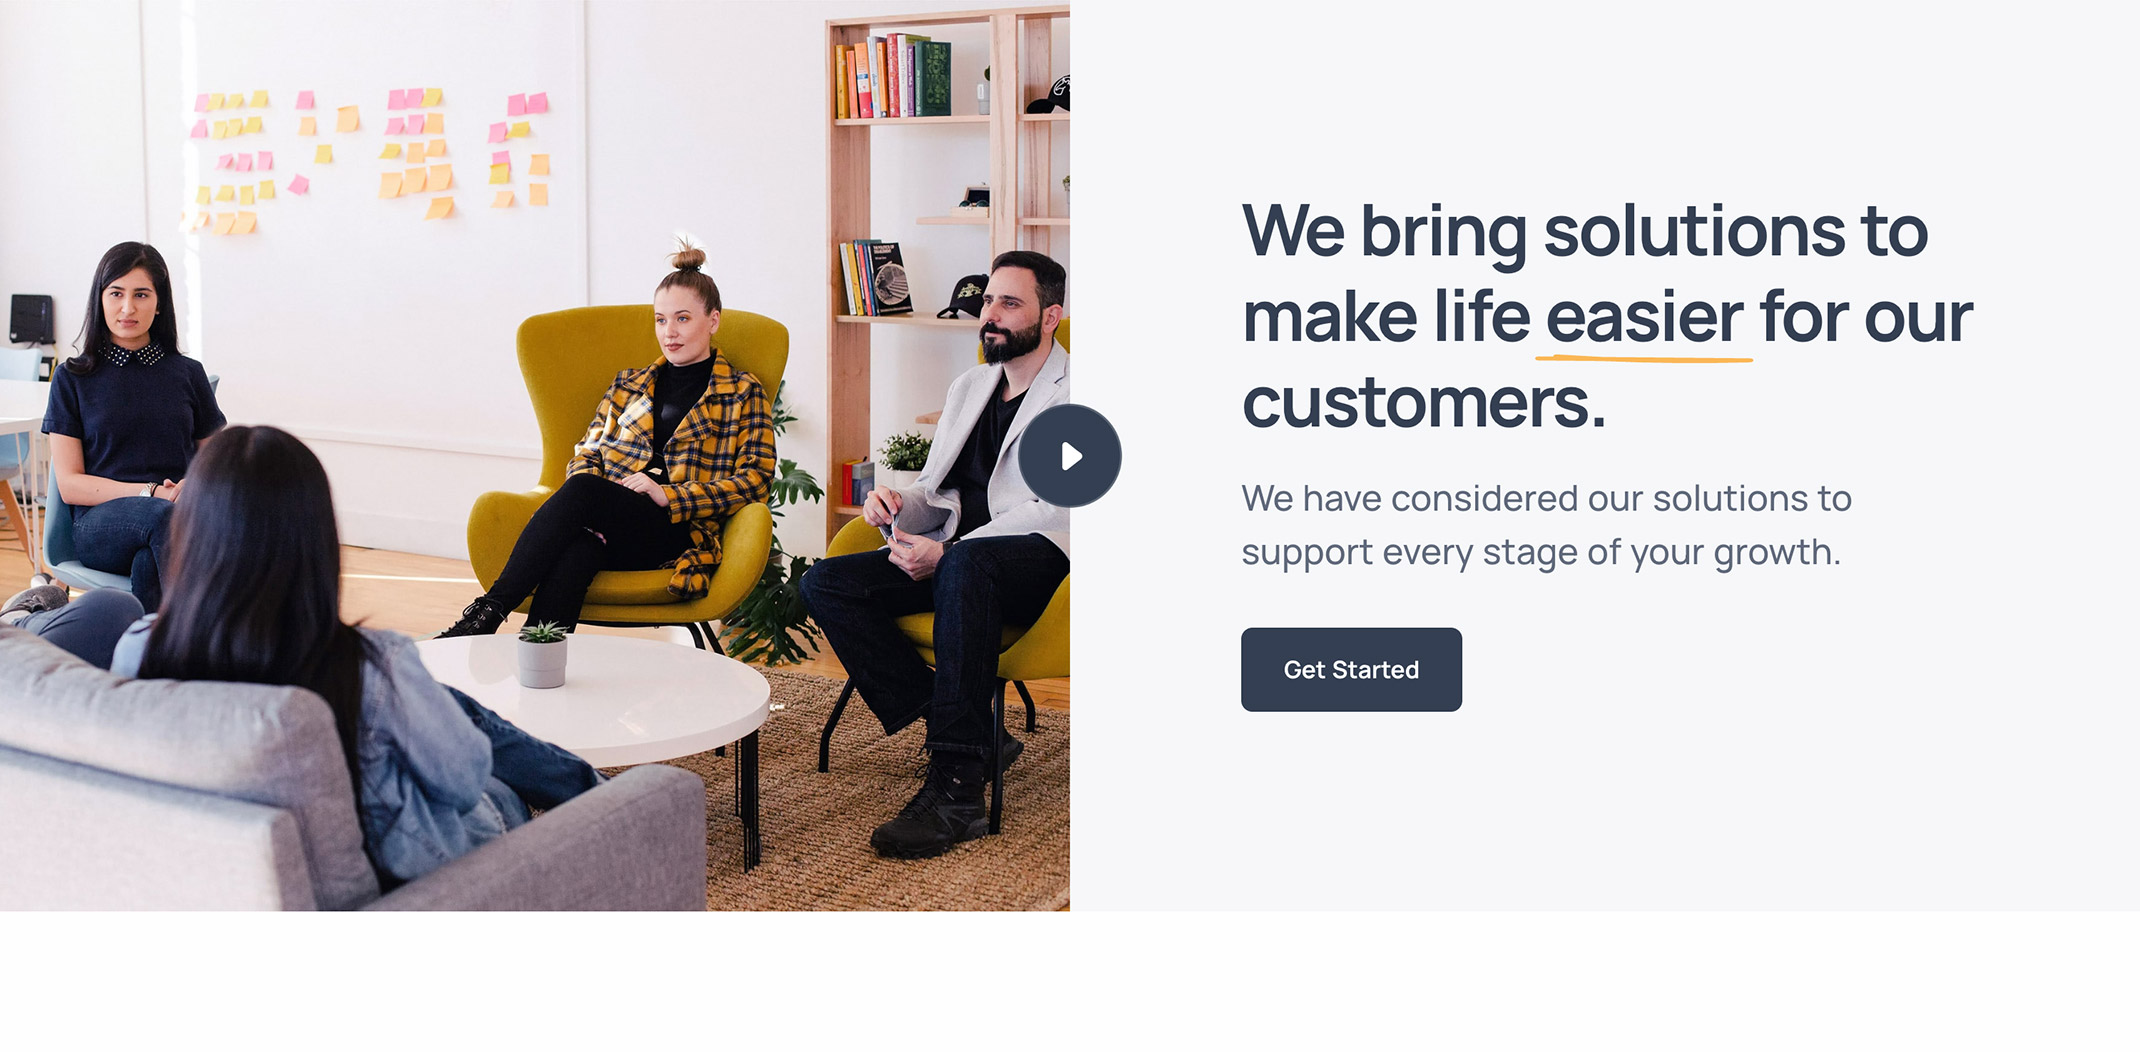 We bring solutions to
make life easier for our
customers.
We have considered our solutions to
support every stage of your growth.
Get Started